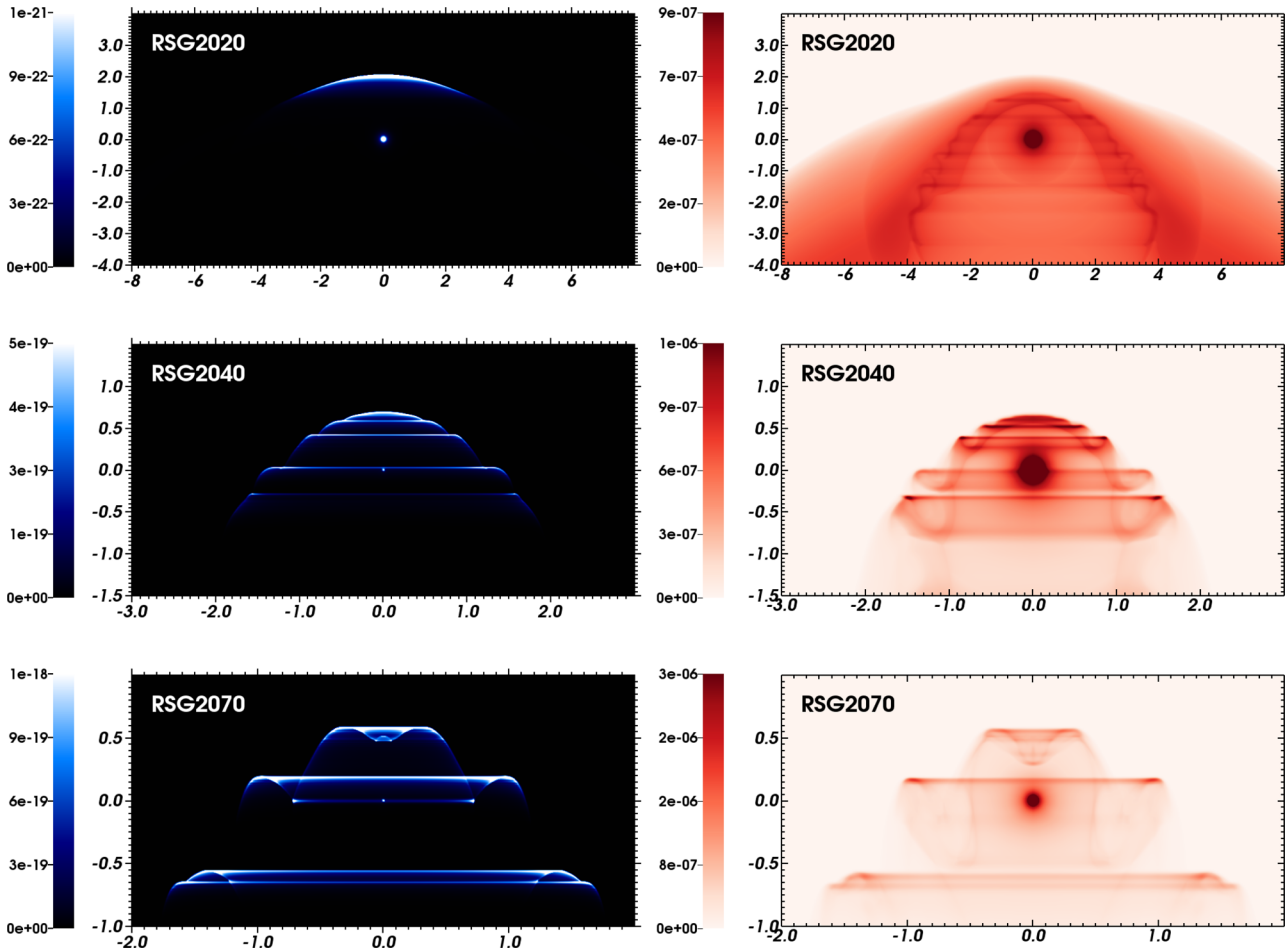 1e-21
9e-22
6e-22
3e-22
0e+00
RSG2020
3.0
2.0
1.0
0.0
-1.0
-2.0
-3.0
-4.0
-8 -6 -4 -2 0 2 4 6
9e-07
7e-07
4e-07
2e-07
0e+00
RSG2020
3.0
2.0
1.0
0.0
-1.0
-2.0
-3.0
-4.0
-8 -6 -4 -2 0 2 4 6
5e-19
4e-19
3e-19
1e-19
0e+00
RSG2040
1.0
0.5
0.0
-0.5
-1.0
-1.5
-3.0 -2.0 -1.0 0.0 1.0 2.0
1e-06
9e-07
6e-07
3e-07
0e+00
RSG2040
1.0
0.5
0.0
-0.5
-1.0
-1.5
-3.0 -2.0 -1.0 0.0 1.0 2.0
1e-18
9e-19
6e-19
3e-19
0e+00
RSG2070
0.5
0.0
-0.5
-1.0
-2.0 -1.0 0.0 1.0
3e-06
2e-06
2e-06
8e-07
0e+00
RSG2070
0.5
0.0
-0.5
-1.0
-2.0 -1.0 0.0 1.0